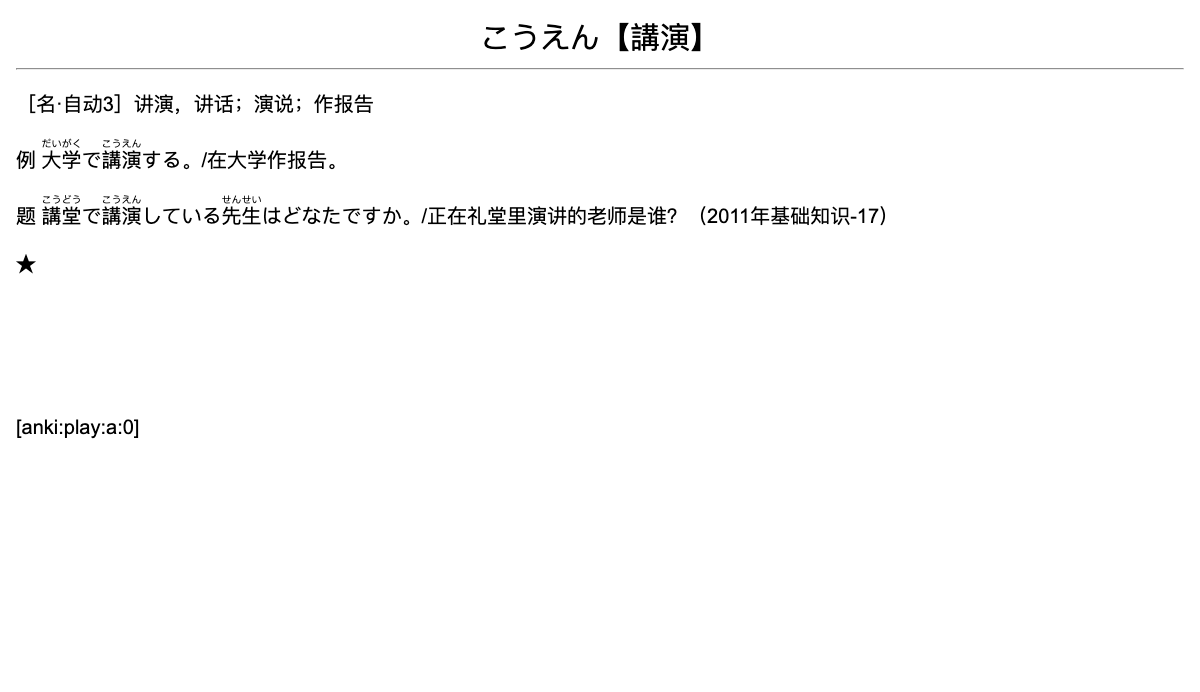 こうえん【講演】
［名·自动3］讲演，讲话；演说；作报告
だいがく こうえん
例 大学で講演する。/在大学作报告。
こうどう こうえん せんせい
题 講堂で講演している先生はどなたですか。/正在礼堂里演讲的老师是谁？（2011年基础知识-17）
★
[anki:play:a:0]